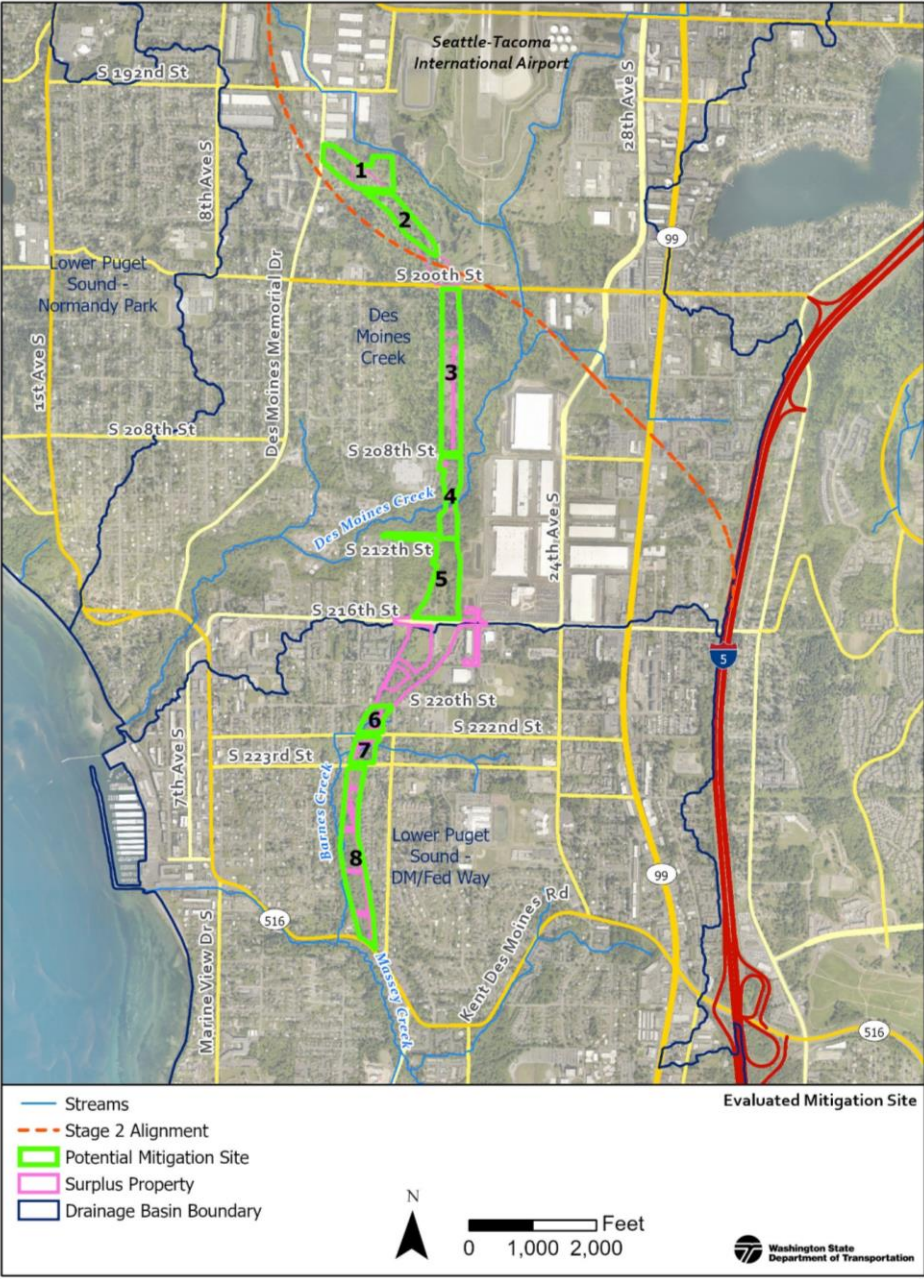 Seattle-Tacoma
International Airport
S 192nd St
28th Ave S
8th Ave S
1
2
99
S 200th St
Lower Puget
Sound -
Normandy Park
Des Moines Memorial Dr
Des
Moines
Creek
1st Ave S
3
S 208th St
S 208th St
4
Des Moines Creek
24th Ave S
S 212th St
5
S 216th St
5
S 220th St
6
S 222nd St
7
S 223rd St
7th Ave S
Barnes Creek
Lower Puget
Sound -
DM/Fed Way
8
99
Kent Des Moines Rd
516
Marine View Dr S
Massey Creek
516
Evaluated Mitigation Site
Streams
Stage 2 Alignment
Potential Mitigation Site
Surplus Property
Drainage Basin Boundary
N
Feet
0 1,000 2,000
Washington State
Department of Transportation